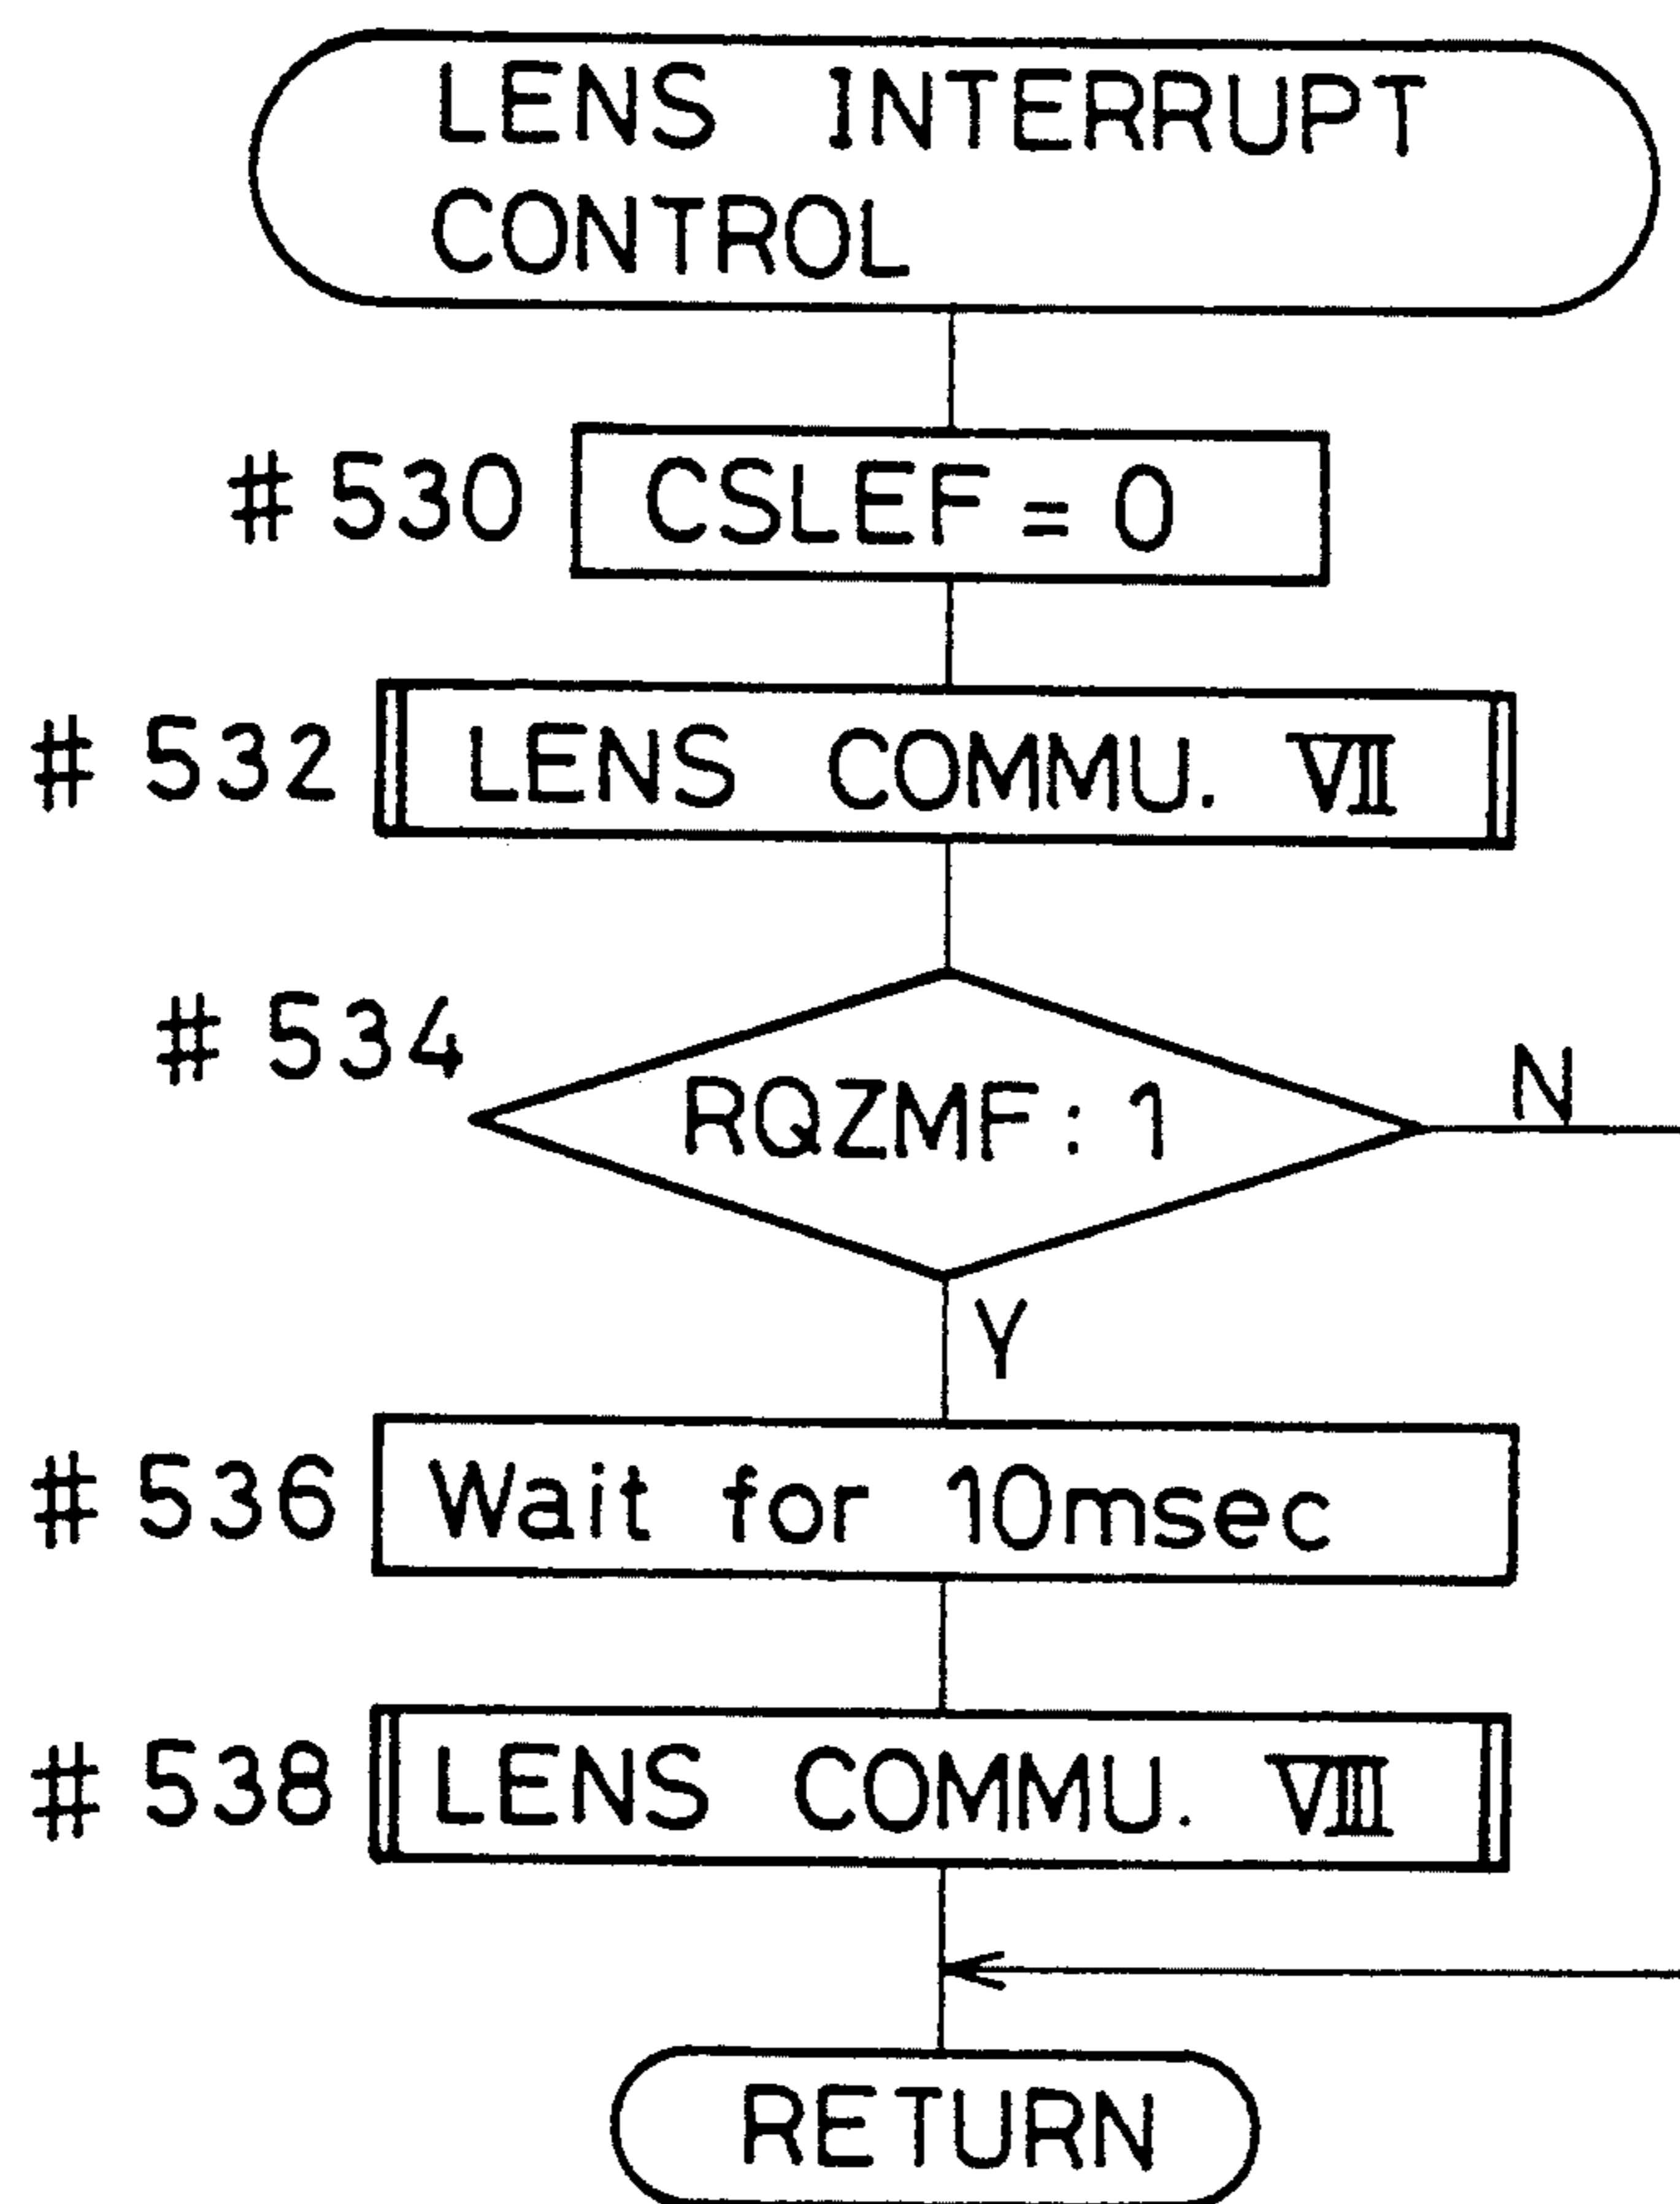 LENS INTERRUPT
CONTROL
# 530 CSLEF = 0
# 532 LENS COMMU. VII
# 534
RQZMF : 1
N
Y
# 536 Wait for 10msec
# 538 LENS COMMU. VIII
RETURN